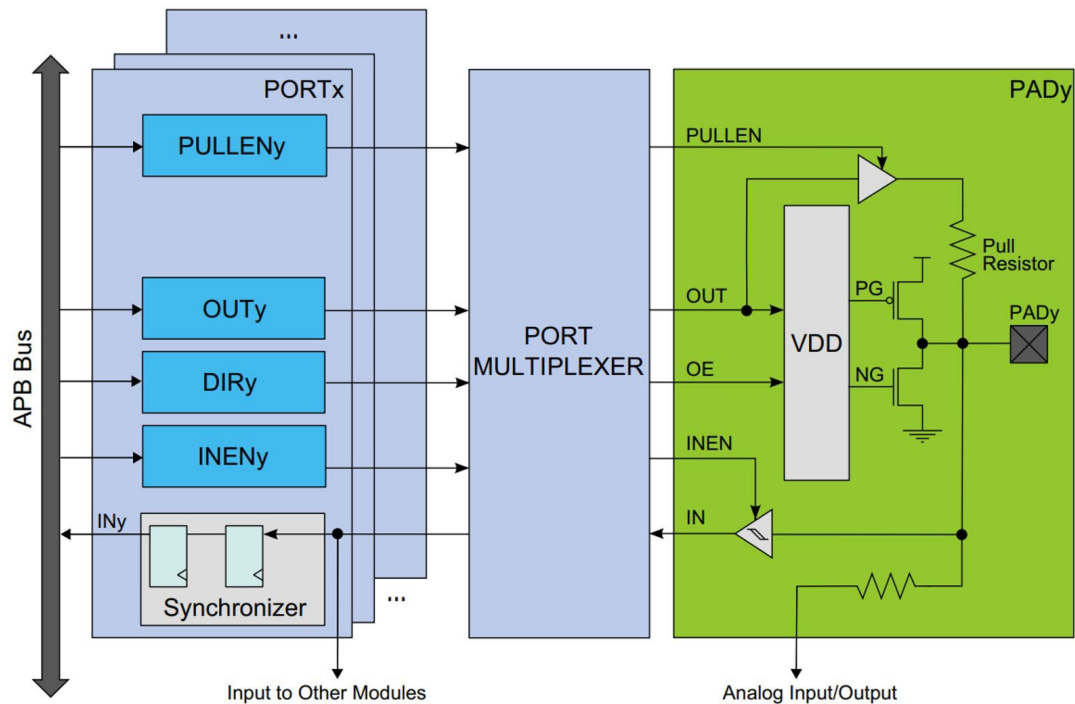 ...
PORTx
PADy
PULLENy
PULLEN
Pull
Resistor
OUTy
OUT
PG
PADy
APB Bus
PORT
MULTIPLEXER
VDD
DIRy
OE
NG
INENy
INEN
INy
IN
Synchronizer
...
Input to Other Modules
Analog Input/Output